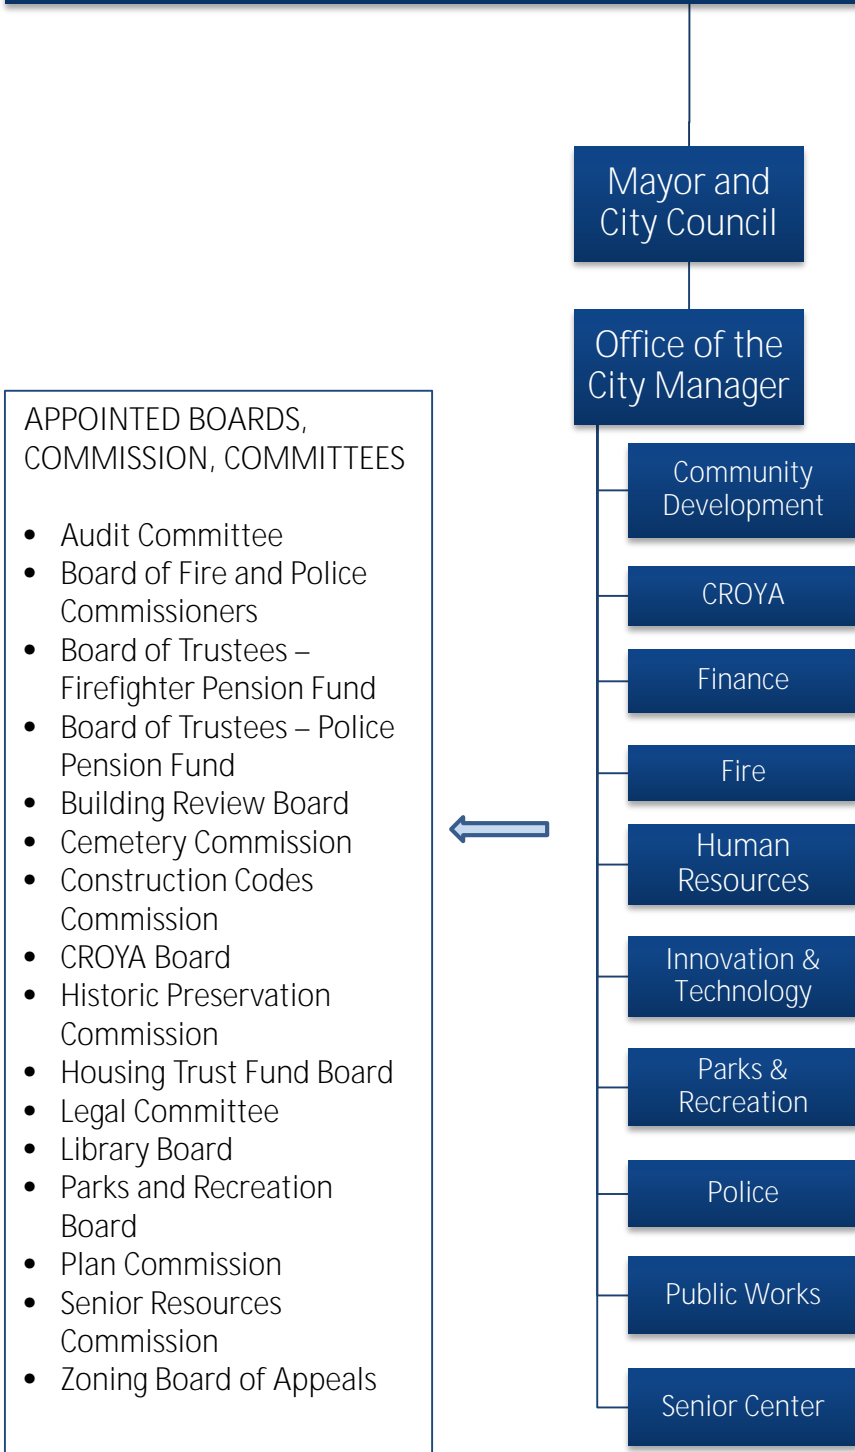 Mayor and
City Council
Office of the
City Manager
APPOINTED BOARDS,
COMMISSION, COMMITTEES
• Audit Committee
• Board of Fire and Police
Commissioners
• Board of Trustees –
Firefighter Pension Fund
• Board of Trustees – Police
Pension Fund
• Building Review Board
• Cemetery Commission
• Construction Codes
Commission
• CROYA Board
• Historic Preservation
Commission
• Housing Trust Fund Board
• Legal Committee
• Library Board
• Parks and Recreation
Board
• Plan Commission
• Senior Resources
Commission
• Zoning Board of Appeals
Community
Development
CROYA
Finance
Fire
Human
Resources
Innovation &
Technology
Parks &
Recreation
Police
Public Works
Senior Center